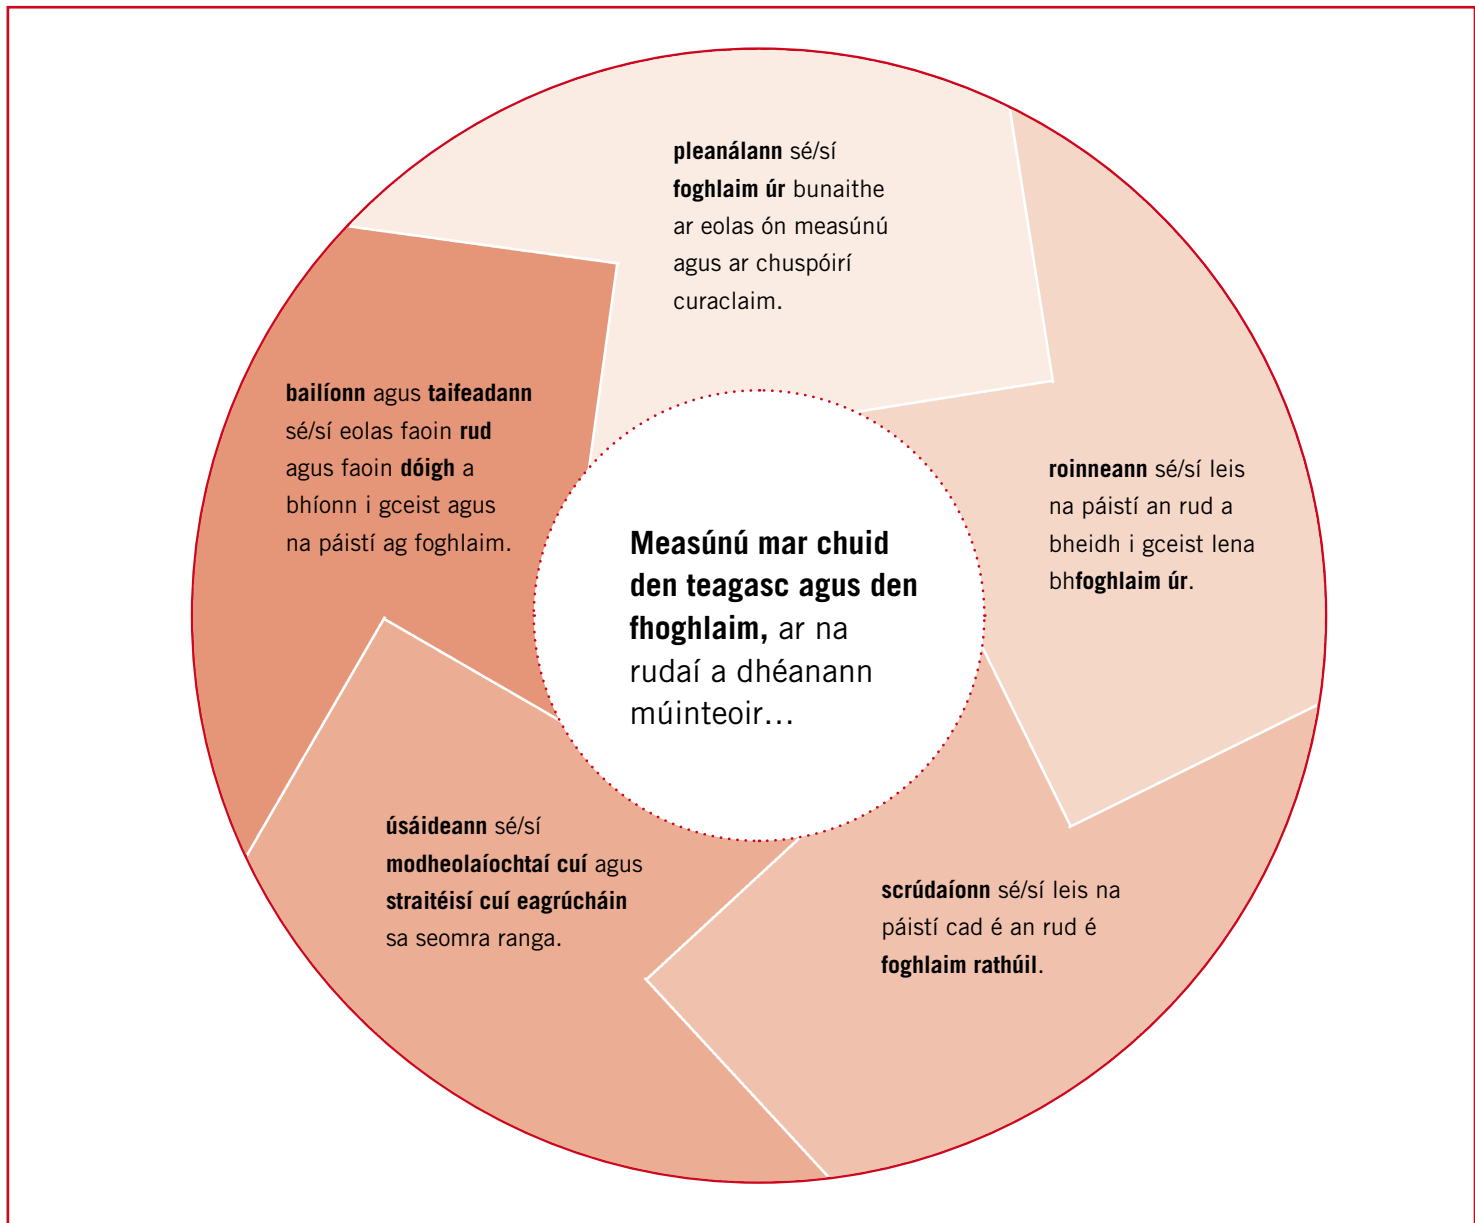 pleanálann sé/sí
foghlaim úr bunaithe
ar eolas ón measúnú
agus ar chuspóirí
curaclaim.
roinneann sé/sí leis
na páistí an rud a
bheidh i gceist lena
bhfoghlaim úr.
scrúdaíonn sé/sí leis na
páistí cad é an rud é
foghlaim rathúil.
úsáideann sé/sí
modheolaíochtaí cuí agus
straitéisí cuí eagrúcháin
sa seomra ranga.
bailíonn agus taifeadann
sé/sí eolas faoin rud
agus faoin dóigh a
bhíonn i gceist agus
na páistí ag foghlaim.
Measúnú mar chuid
den teagasc agus den
fhoghlaim, ar na
rudaí a dhéanann
múinteoir…